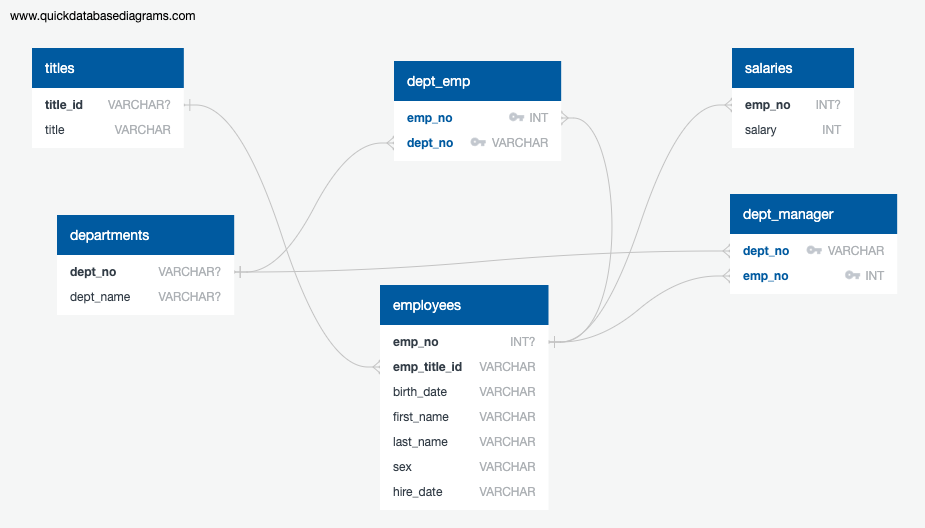 www.quickdatabasediagrams.com
titles
title_id VARCHAR?
title VARCHAR
dept_emp
emp_no INT
dept_no VARCHAR
salaries
emp_no INT?
salary INT
departments
dept_no VARCHAR?
dept_name VARCHAR?
dept_manager
dept_no VARCHAR
emp_no INT
employees
emp_no INT?
emp_title_id VARCHAR
birth_date VARCHAR
first_name VARCHAR
last_name VARCHAR
sex VARCHAR
hire_date VARCHAR